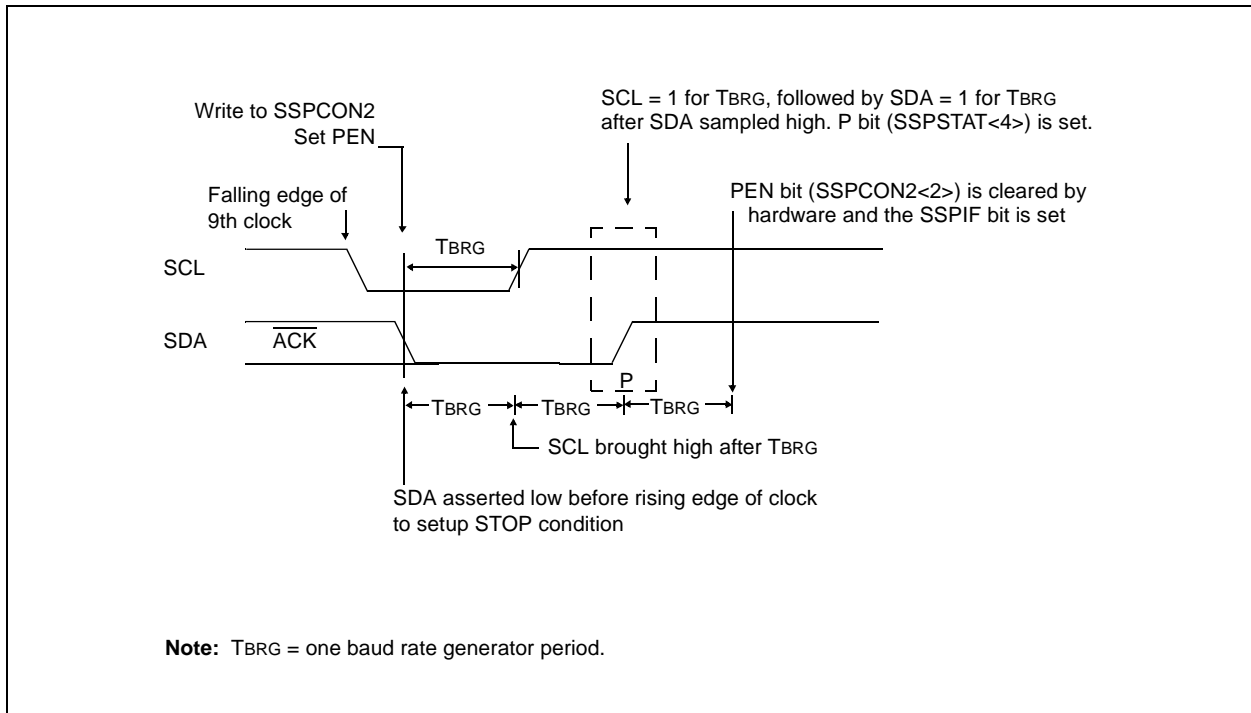 Write to SSPCON2
Set PEN
SCL = 1 for TBRG, followed by SDA = 1 for TBRG
after SDA sampled high. P bit (SSPSTAT<4>) is set.
Falling edge of
9th clock
PEN bit (SSPCON2<2>) is cleared by
hardware and the SSPIF bit is set
SCL
TBRG
SDA
ACK
P
TBRG
TBRG
TBRG
SCL brought high after TBRG
SDA asserted low before rising edge of clock
to setup STOP condition
Note: TBRG = one baud rate generator period.